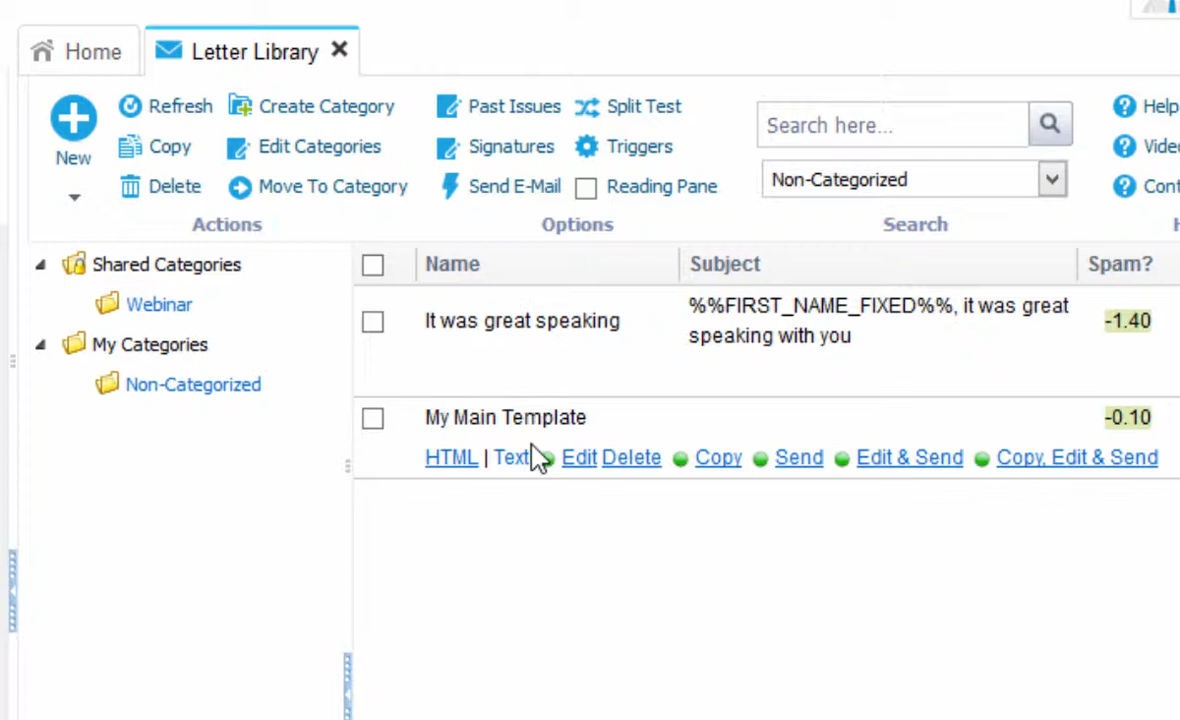 Home Letter Library
Refresh Create Category Past Issues Split Test Help
Search here...
New Copy Edit Categories Signatures Triggers
Delete Move To Category Send E-Mail Reading Pane Non-Categorized
Actions Options Search
Shared Categories Name Subject Spam?
Webinar It was great speaking %%FIRST_NAME_FIXED%%, it was great -1.40
speaking with you
My Categories
Non-Categorized
My Main Template -0.10
HTML | Text Edit Delete Copy Send Edit & Send Copy, Edit & Send